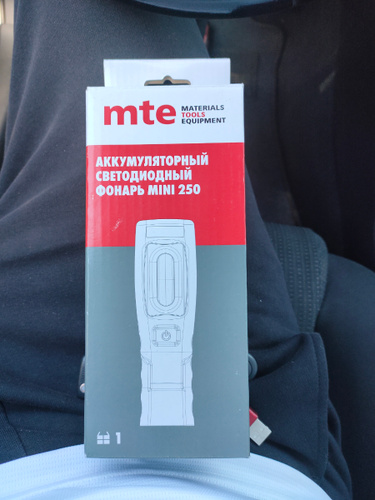 mte
MATERIALS
TOOLS
EQUIPMENT
АККУМУЛЯТОРНЫЙ
СВЕТОДИОДНЫЙ
ФОНАРЬ MINI 250
1